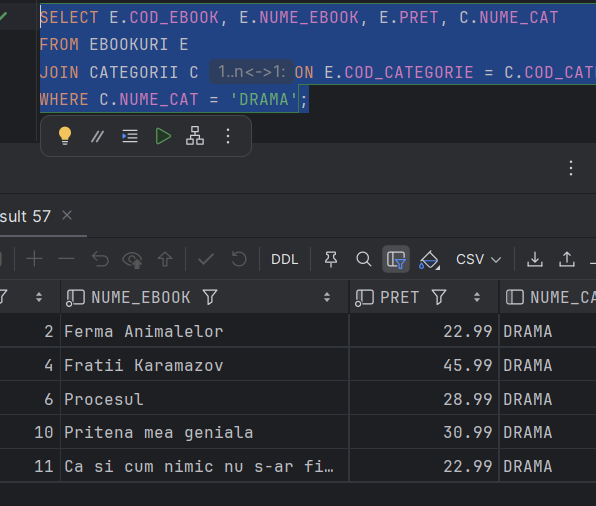 SELECT E.COD_EBOOK, E.NUME_EBOOK, E.PRET, C.NUME_CAT
FROM EBOOKURI E
JOIN CATEGORII C 1..n<->1: ON E.COD_CATEGORIE = C.COD_CAT
WHERE C.NUME_CAT = 'DRAMA';
sult 57
DDL CSV
NUME_EBOOK PRET NUME_CA
2 Ferma Animalelor 22.99 DRAMA
4 Fratii Karamazov 45.99 DRAMA
6 Procesul 28.99 DRAMA
10 Pritena mea geniala 30.99 DRAMA
11 Ca si cum nimic nu s-ar fi… 22.99 DRAMA